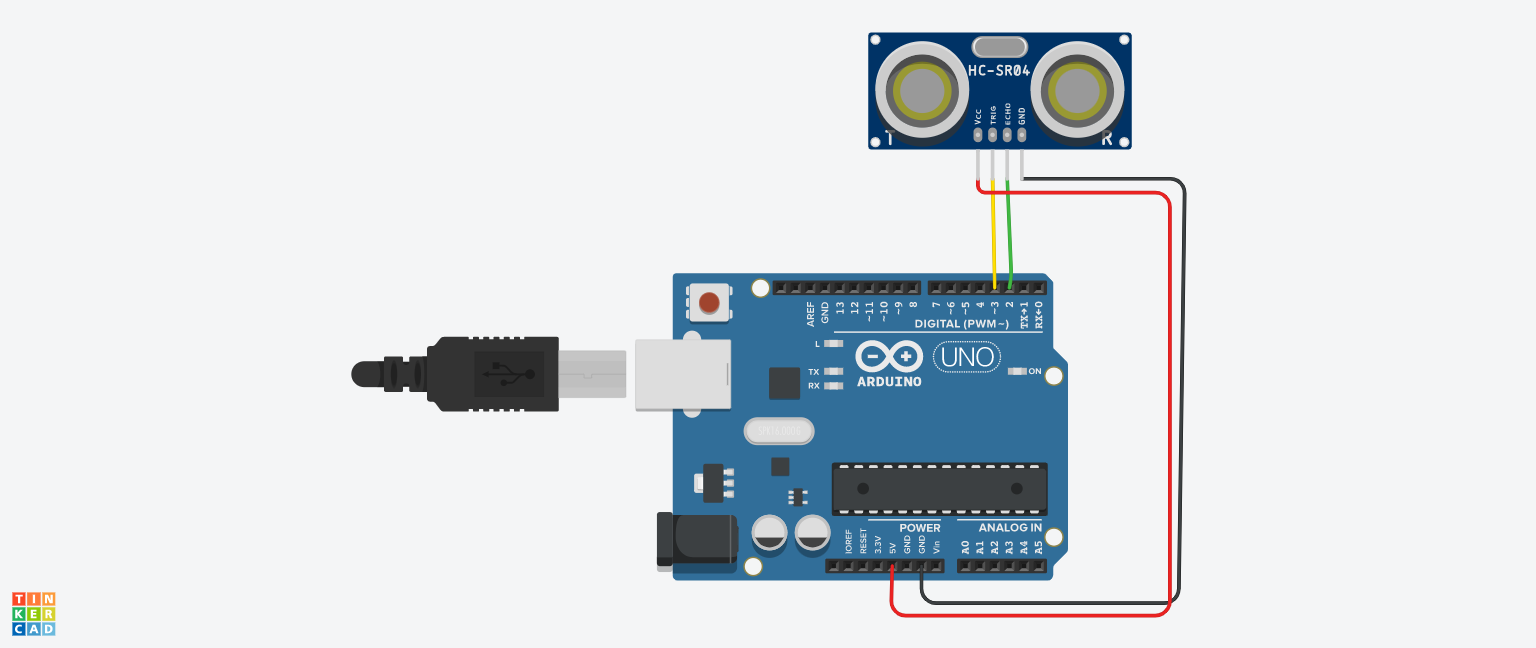 HC-SR04
VCC
TRIG
ECHO
GND
T
R
AREF
GND
13
12
~11
~10
~9
8
7
~6
~5
4
~3
2
TX→1
RX←0
DIGITAL (PWM~)
L
TX
RX
ARDUINO
UNO
ON
POWER
ANALOG IN
IOREF
RESET
3.3V
5V
GND
GND
Vin
A0
A1
A2
A3
A4
A5
TIN
KER
CAD